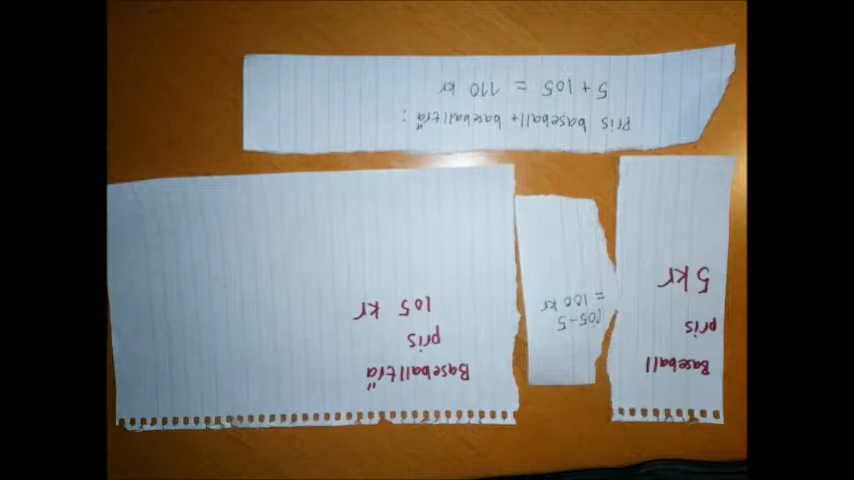 Baseball
pris
5 kr
105-5
= 100 kr
Baseballträ
pris
105 kr
pris baseball + baseballträ :
5 + 105 = 110 kr